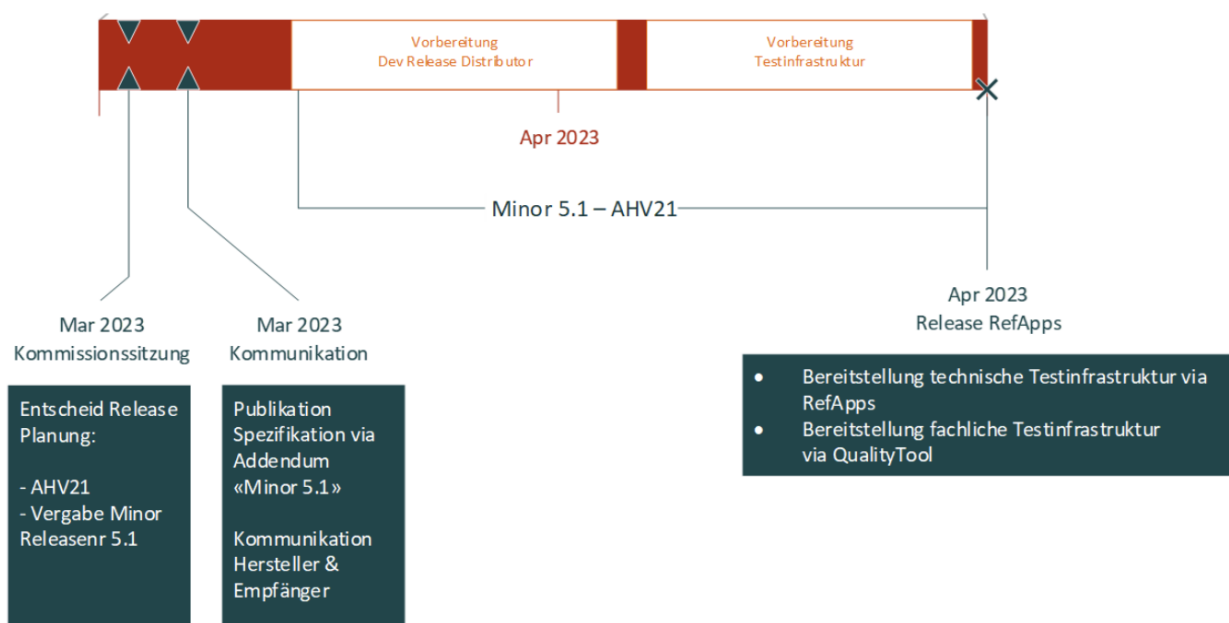 Vorbereitung
Dev Release Distributor
Vorbereitung
Testinfrastruktur
Apr 2023
Minor 5.1 – AHV21
Mar 2023
Kommissionssitzung
Entscheid Release
Planung:
- AHV21
- Vergabe Minor
Releasenr 5.1
Mar 2023
Kommunikation
Publikation
Spezifikation via
Addendum
«Minor 5.1»
Kommunikation
Hersteller &
Empfänger
Apr 2023
Release RefApps
• Bereitstellung technische Testinfrastruktur via
RefApps
• Bereitstellung fachliche Testinfrastruktur
via QualityTool